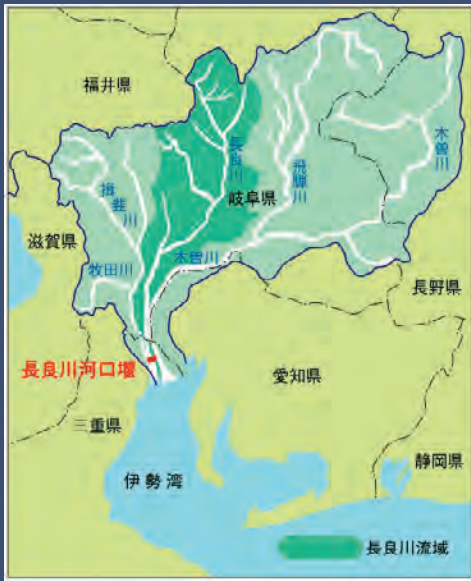 福井県
長良川
木曽川
飛騨川
揖斐川
岐阜県
滋賀県
牧田川
木曽川
長野県
長良川河口堰
愛知県
三重県
静岡県
伊勢湾
長良川流域